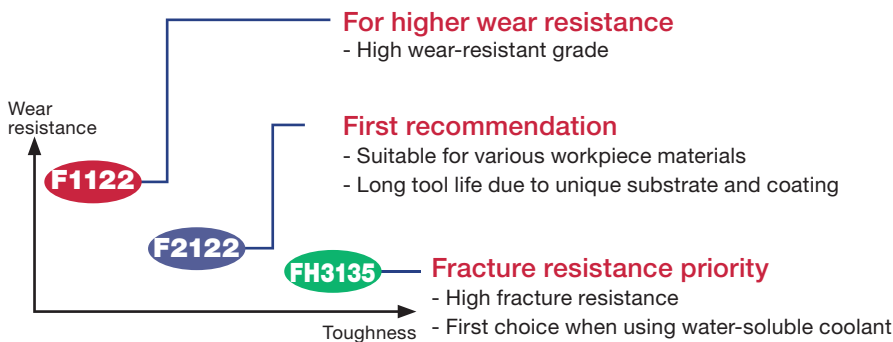 For higher wear resistance
- High wear-resistant grade
Wear
resistance
First recommendation
- Suitable for various workpiece materials
- Long tool life due to unique substrate and coating
F1122
F2122
FH3135
Fracture resistance priority
- High fracture resistance
- First choice when using water-soluble coolant
Toughness